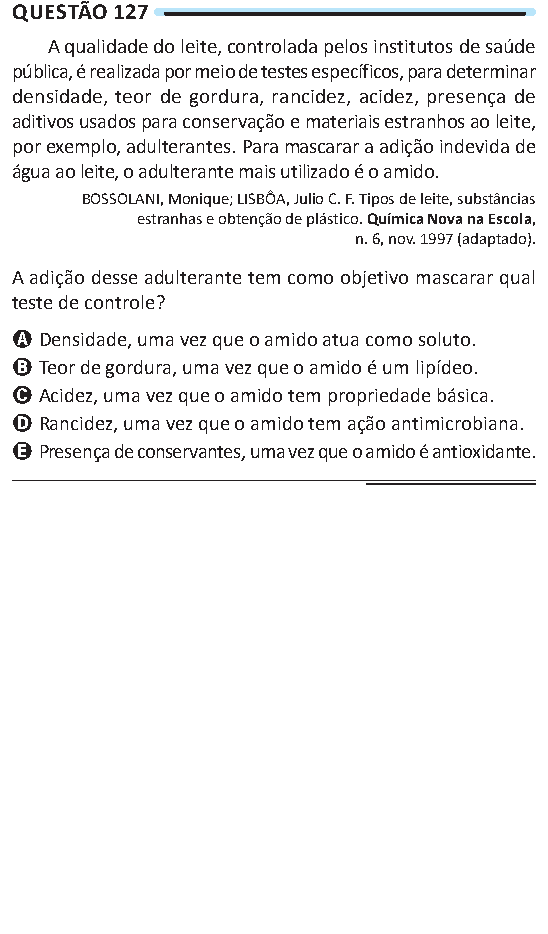 QUESTÃO 127
A qualidade do leite, controlada pelos institutos de saúde
pública, é realizada por meio de testes específicos, para determinar
densidade, teor de gordura, rancidez, acidez, presença de
aditivos usados para conservação e materiais estranhos ao leite,
por exemplo, adulterantes. Para mascarar a adição indevida de
água ao leite, o adulterante mais utilizado é o amido.
BOSSOLANI, Monique; LISBÔA, Julio C. F. Tipos de leite, substâncias
estranhas e obtenção de plástico. Química Nova na Escola,
n. 6, nov. 1997 (adaptado).
A adição desse adulterante tem como objetivo mascarar qual
teste de controle?
A Densidade, uma vez que o amido atua como soluto.
B Teor de gordura, uma vez que o amido é um lipídeo.
C Acidez, uma vez que o amido tem propriedade básica.
D Rancidez, uma vez que o amido tem ação antimicrobiana.
E Presença de conservantes, uma vez que o amido é antioxidante.